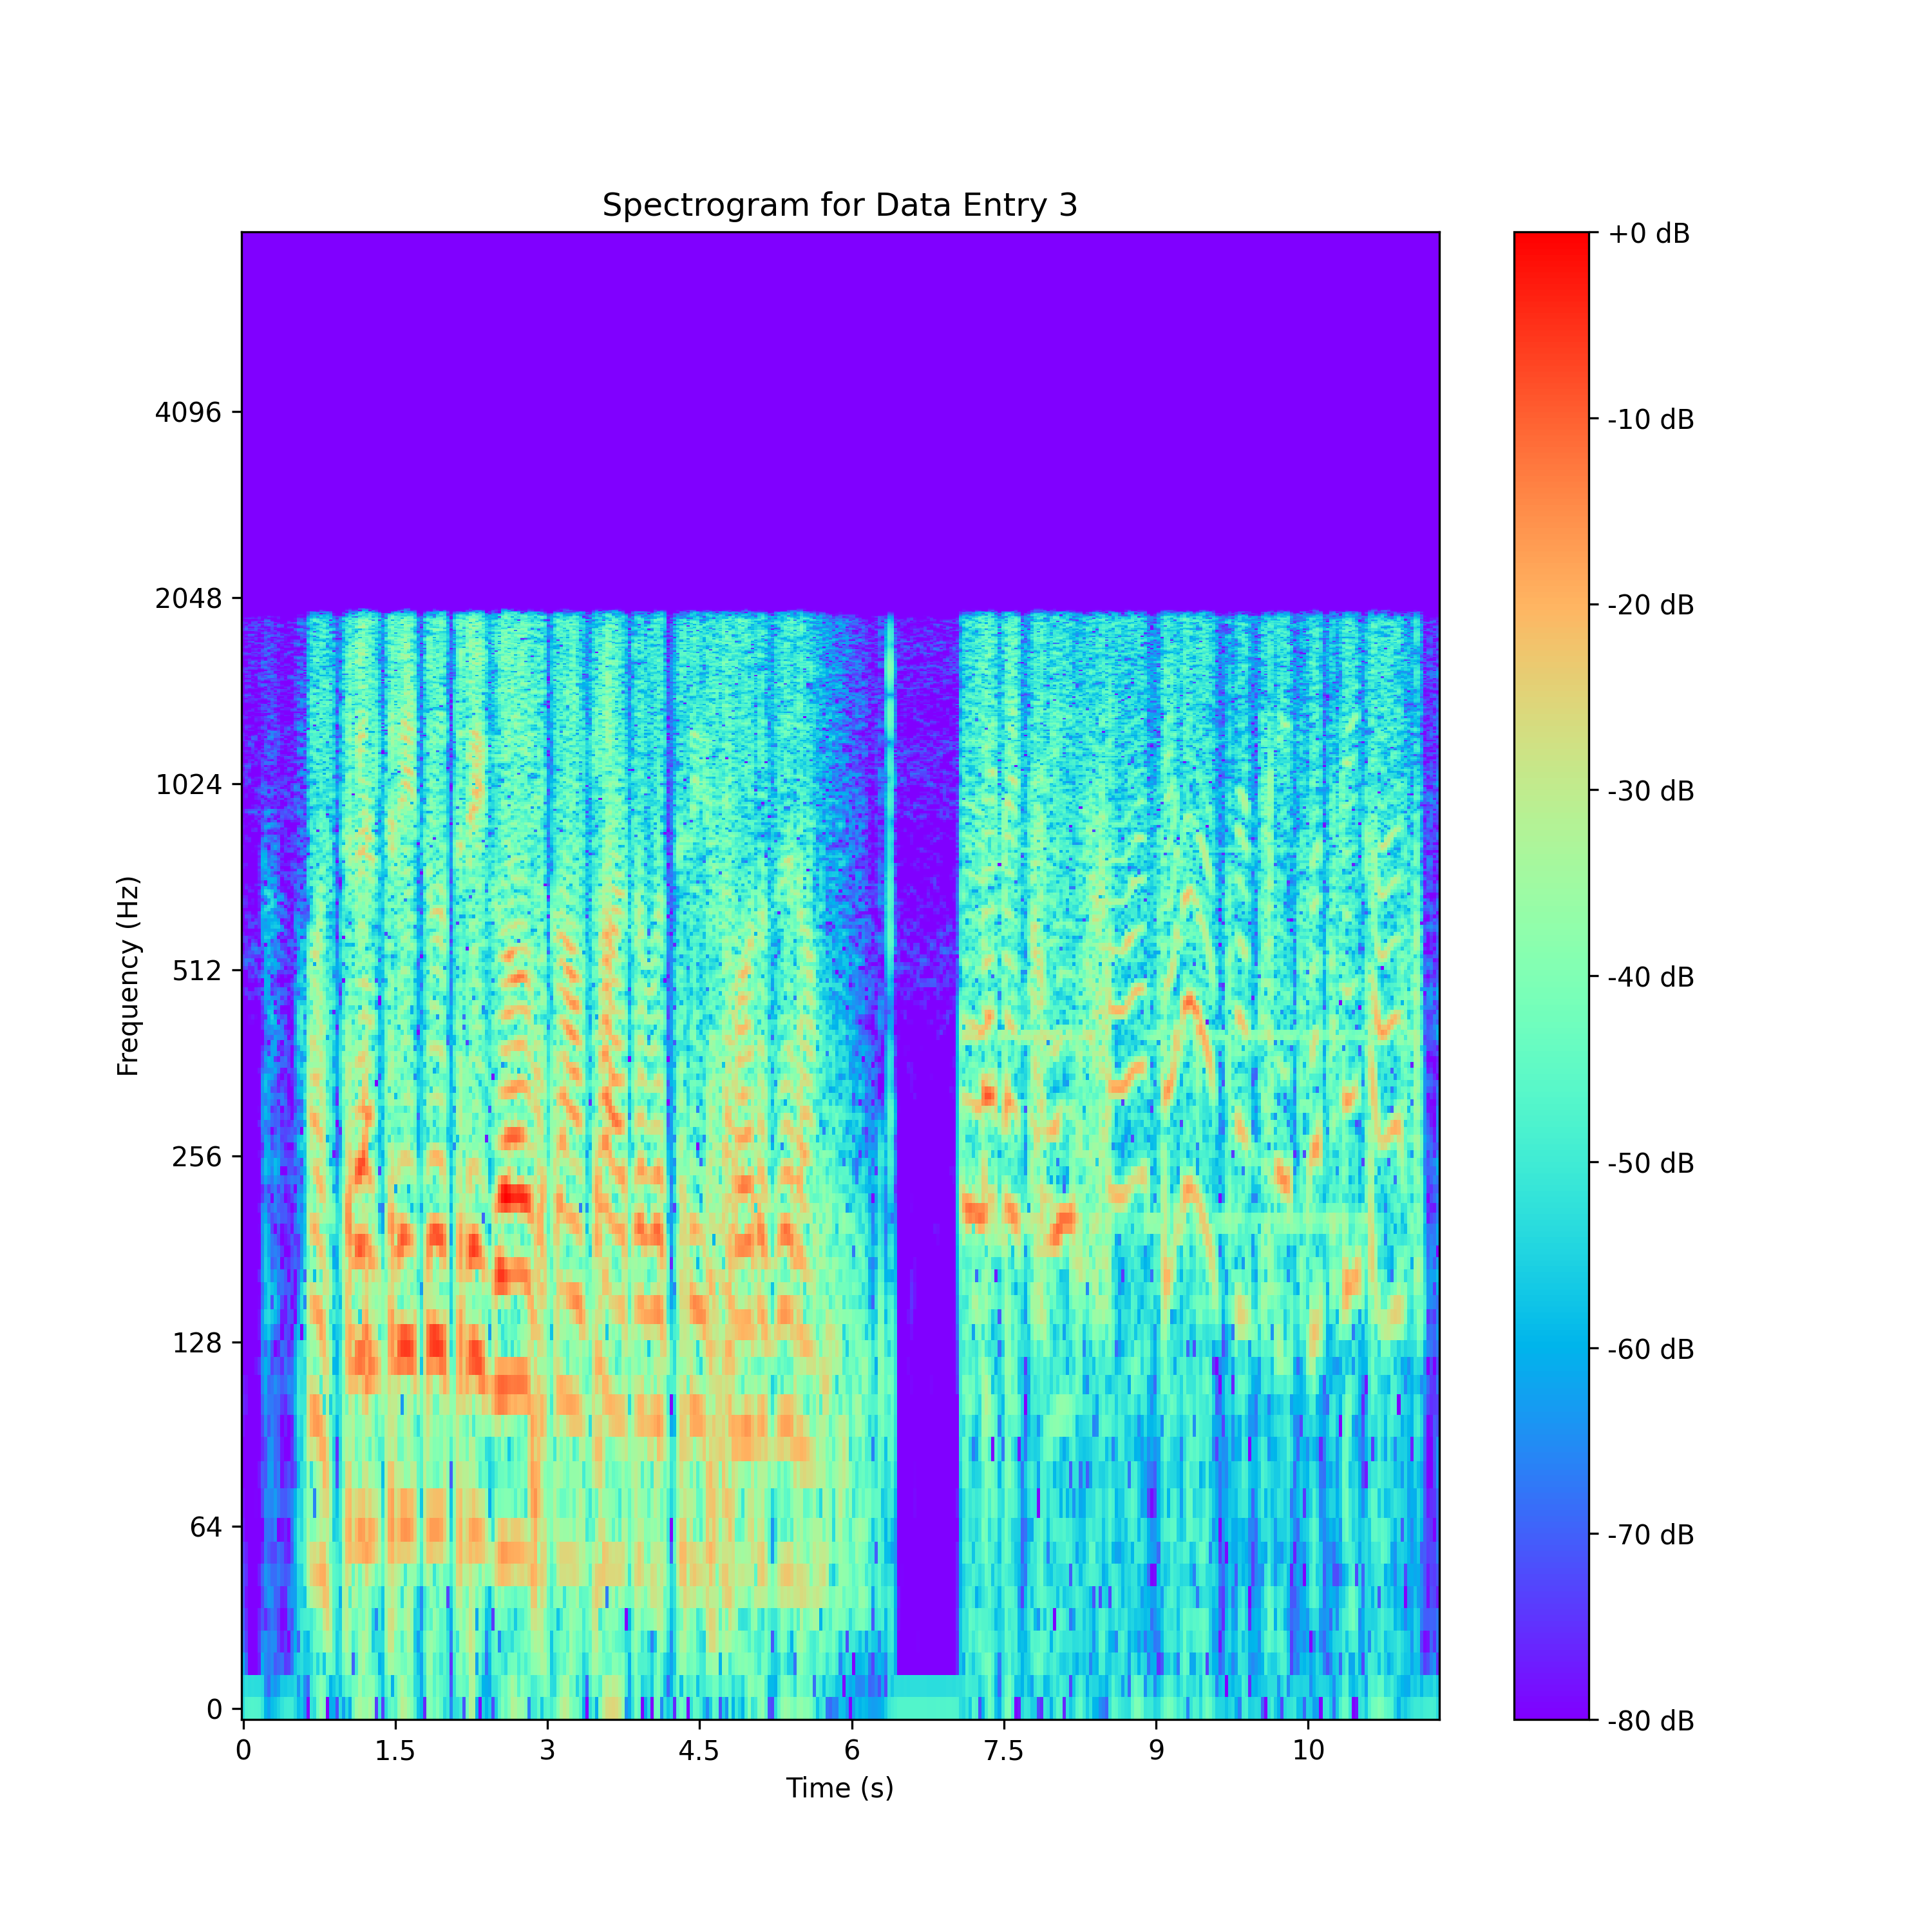 Spectrogram for Data Entry 3
+0 dB
-10 dB
-20 dB
-30 dB
-40 dB
-50 dB
-60 dB
-70 dB
-80 dB
Frequency (Hz)
4096
2048
1024
512
256
128
64
0
0 1.5 3 4.5 6 7.5 9 10
Time (s)